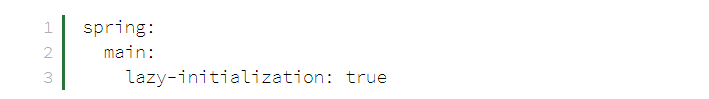 1 spring:
2   main:
3     lazy-initialization: true